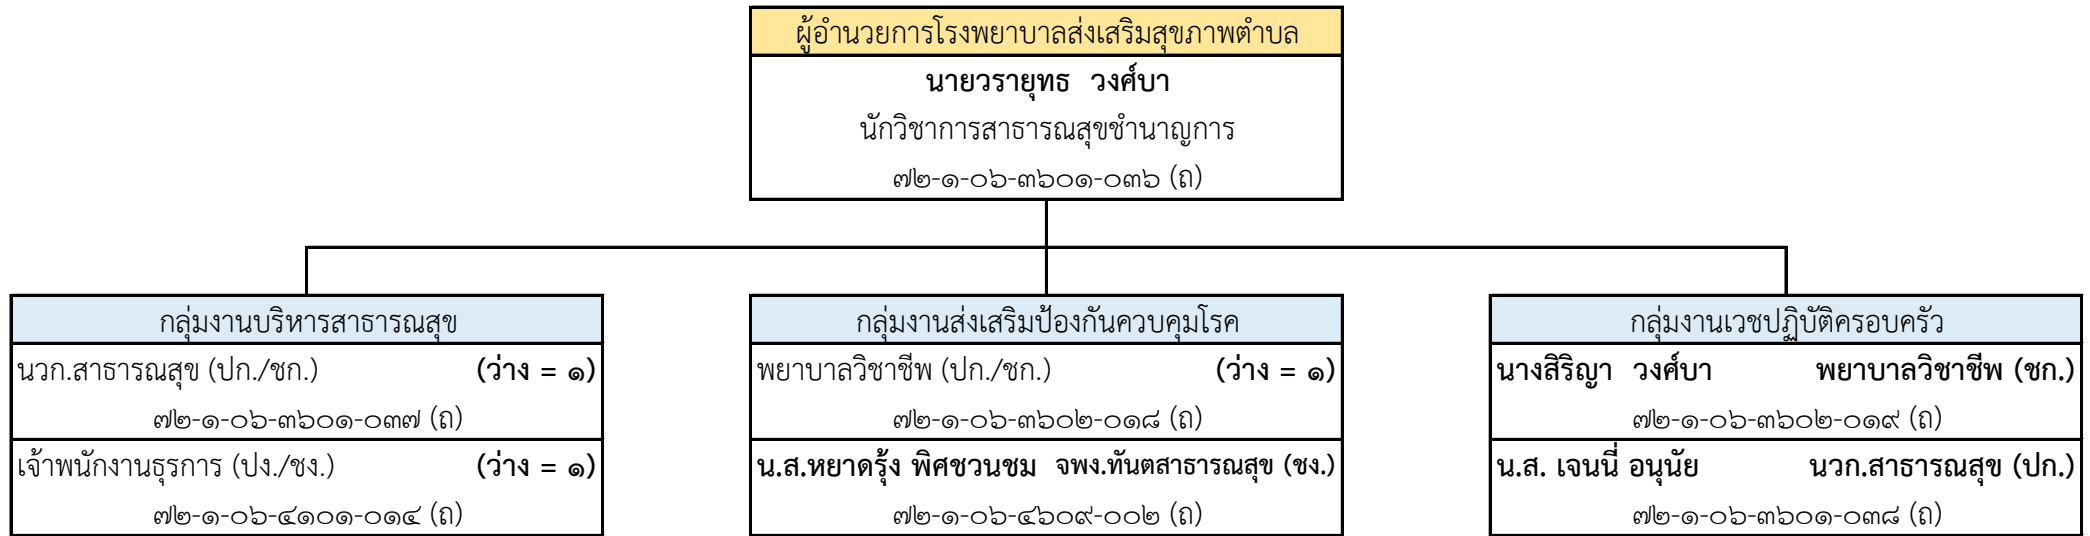 ผู้อำนวยการโรงพยาบาลส่งเสริมสุขภาพตำบล
นายวรายุทธ วงศ์บา
นักวิชาการสาธารณสุขชำนาญการ
๗๒-๑-๐๖-๓๖๐๑-๐๓๖ (ถ)
กลุ่มงานบริหารสาธารณสุข
นวก.สาธารณสุข (ปก./ชก.) (ว่าง = ๑)
๗๒-๑-๐๖-๓๖๐๑-๐๓๗ (ถ)
เจ้าพนักงานธุรการ (ปง./ชง.) (ว่าง = ๑)
๗๒-๑-๐๖-๔๑๐๑-๐๑๔ (ถ)
กลุ่มงานส่งเสริมป้องกันควบคุมโรค
พยาบาลวิชาชีพ (ปก./ชก.) (ว่าง = ๑)
๗๒-๑-๐๖-๓๖๐๒-๐๑๘ (ถ)
น.ส.หยาดรุ้ง พิศชวนชม จพง.ทันตสาธารณสุข (ชง.)
๗๒-๑-๐๖-๔๖๐๙-๐๐๒ (ถ)
กลุ่มงานเวชปฏิบัติครอบครัว
นางสิริญา วงศ์บา พยาบาลวิชาชีพ (ชก.)
๗๒-๑-๐๖-๓๖๐๒-๐๑๙ (ถ)
น.ส. เจนนี่ อนุนัย นวก.สาธารณสุข (ปก.)
๗๒-๑-๐๖-๓๖๐๑-๐๓๘ (ถ)